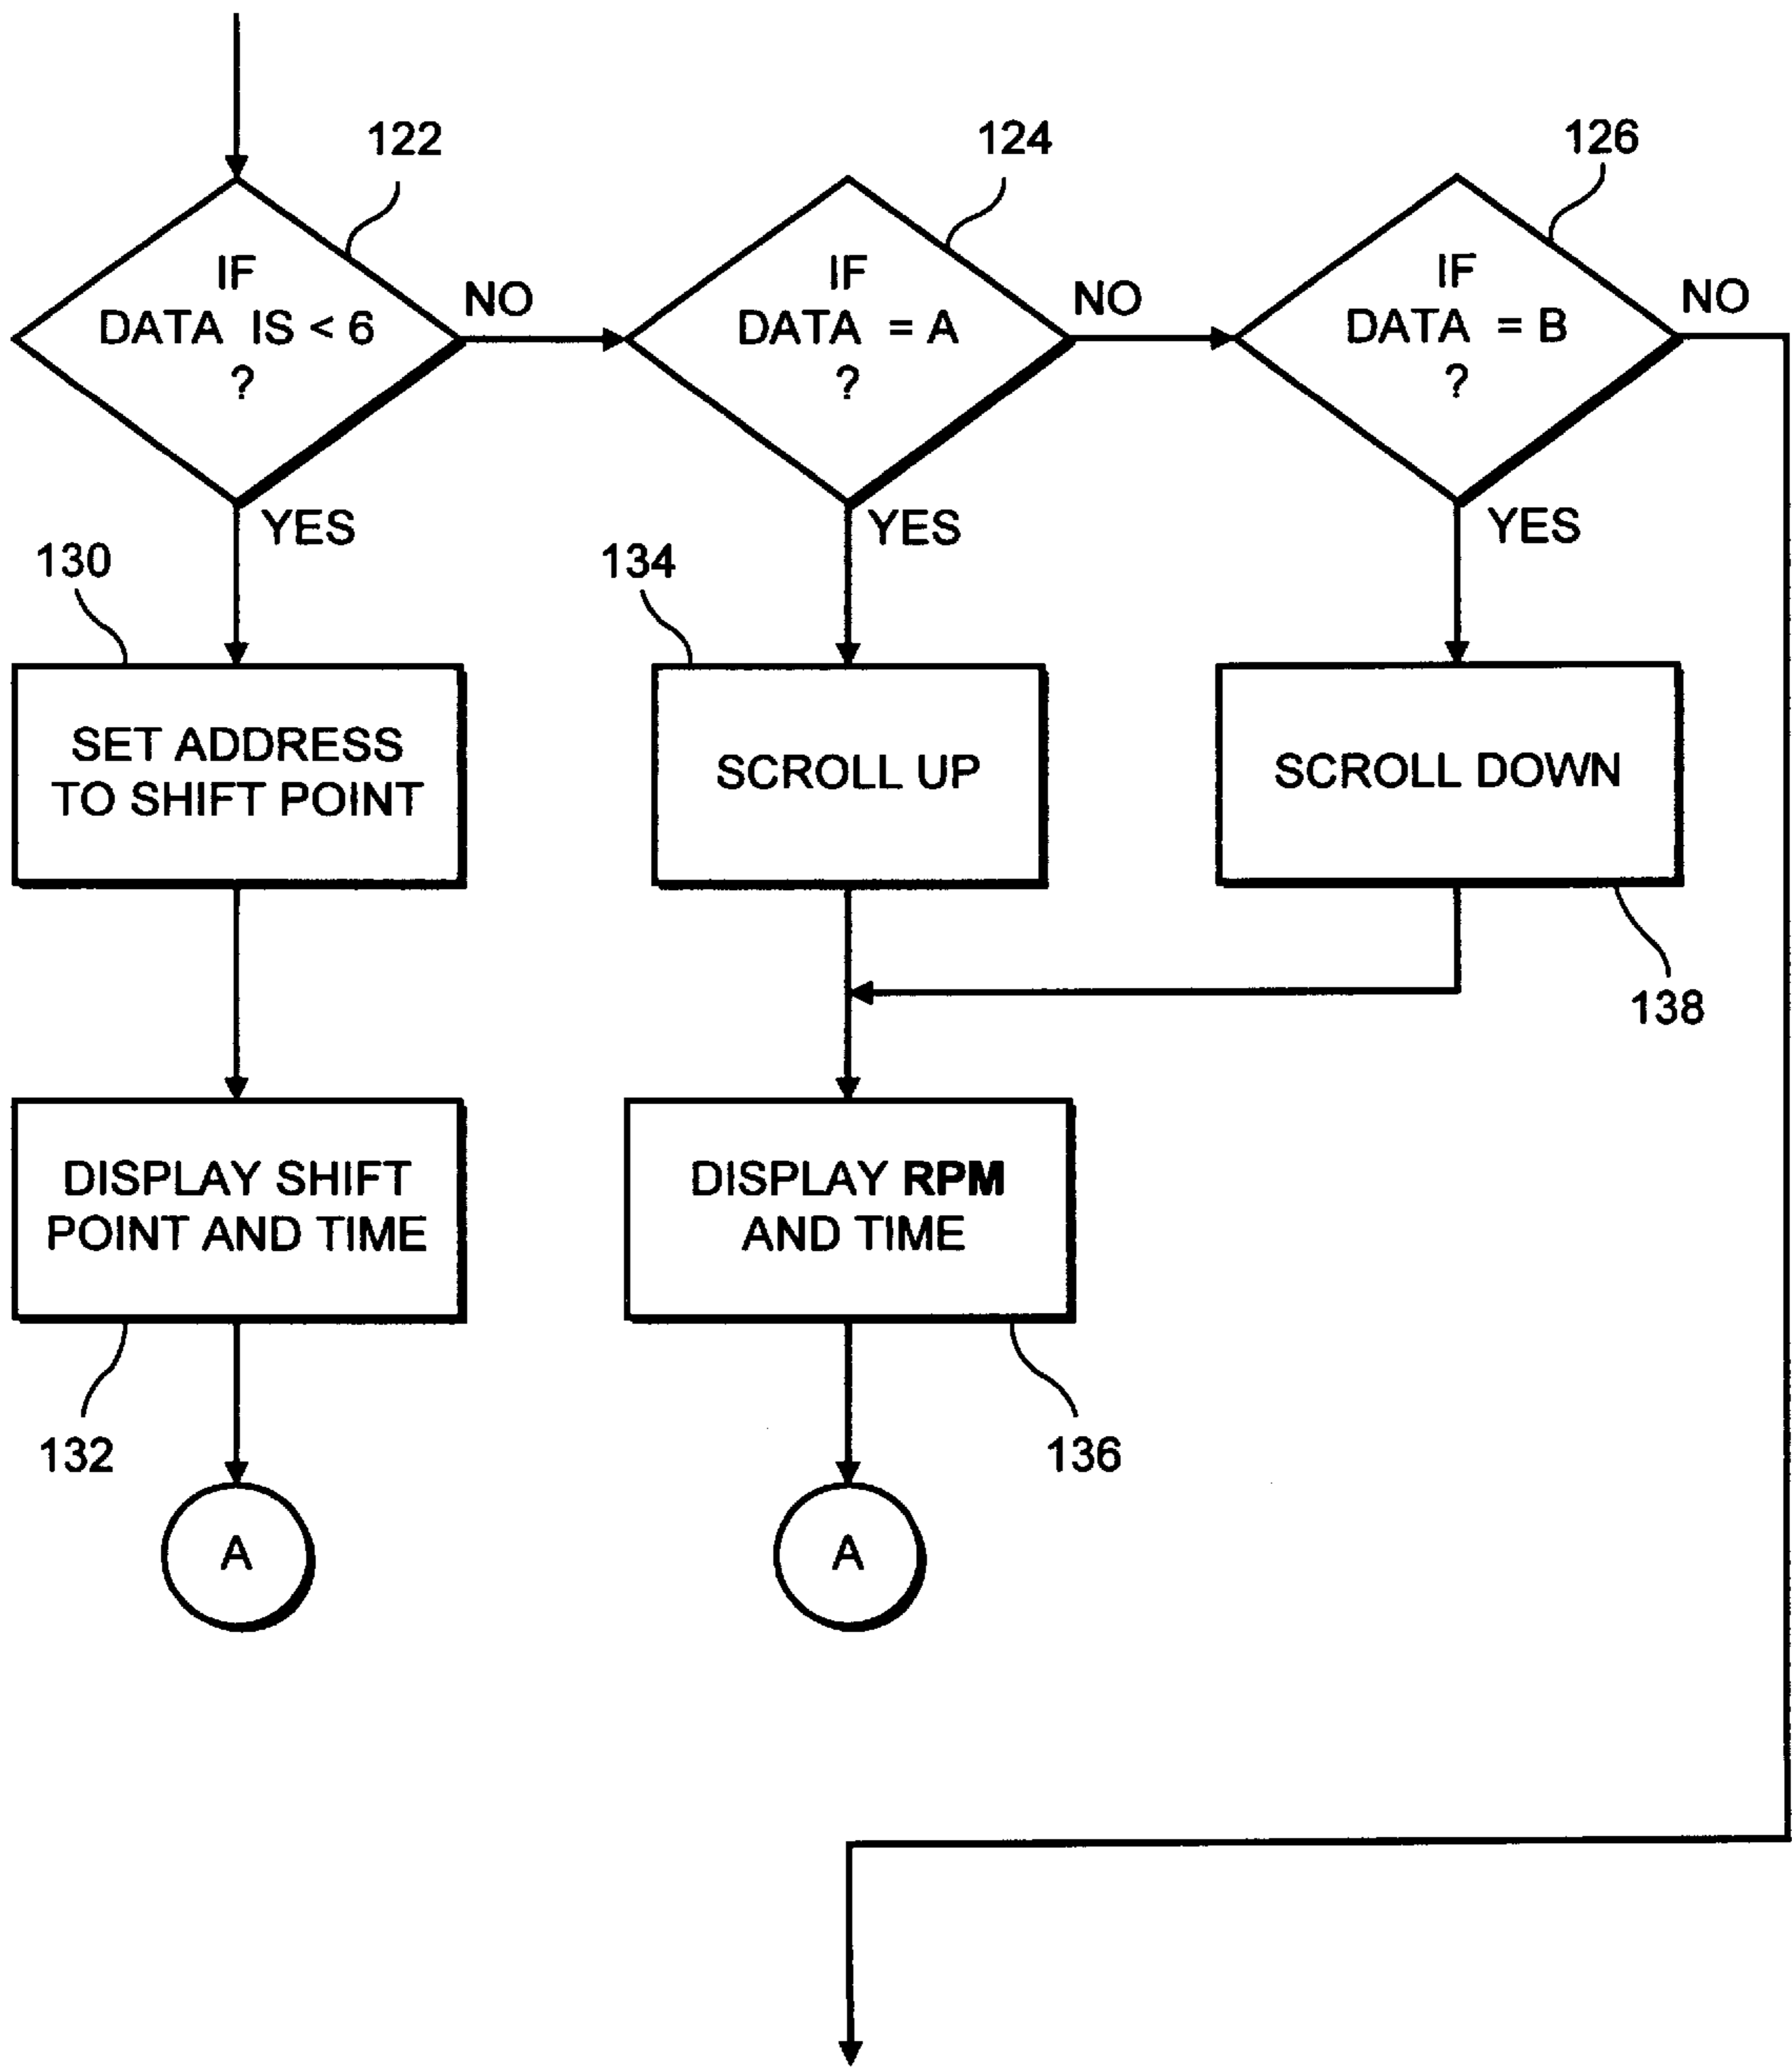 122
124
126
IF
DATA IS < 6
?
NO
IF
DATA = A
?
NO
IF
DATA = B
?
NO
YES
YES
YES
130
134
SET ADDRESS
TO SHIFT POINT
SCROLL UP
SCROLL DOWN
138
DISPLAY SHIFT
POINT AND TIME
DISPLAY RPM
AND TIME
132
136
A
A